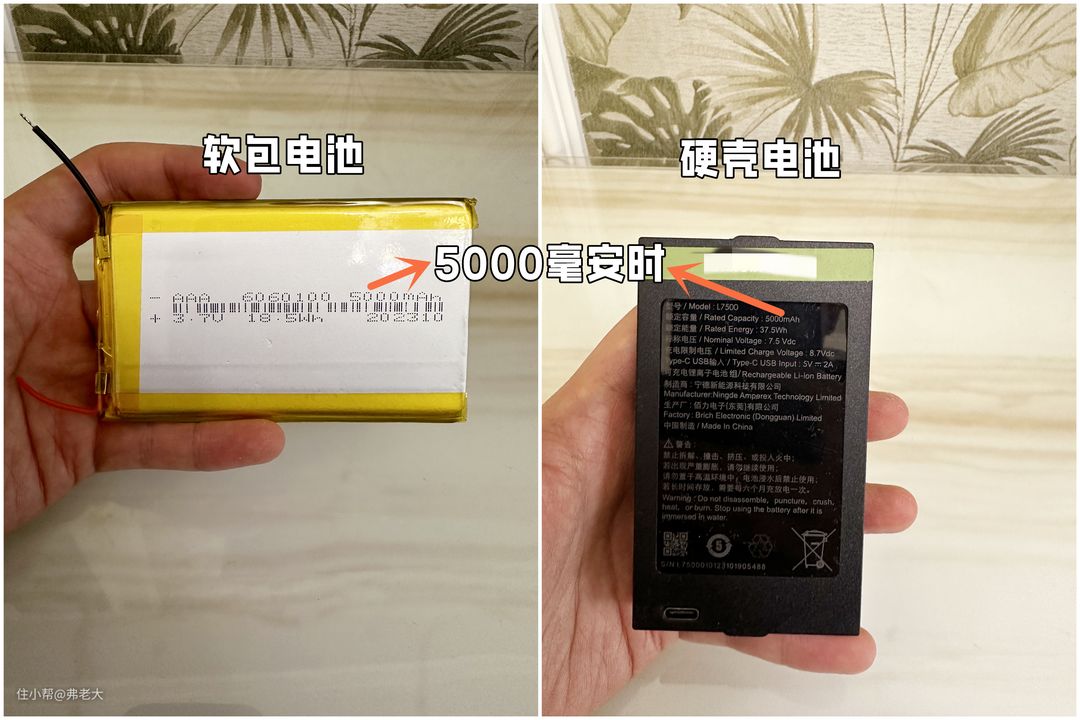 软包电池
硬壳电池
5000毫安时
- AAA 6060100 5000mAh
+ 3.7V 18.5Wh 202310
型号 / Model : L7500
额定容量 / Rated Capacity : 5000mAh
额定能量 / Rated Energy : 37.5Wh
标称电压 / Nominal Voltage : 7.5 Vdc
充电限制电压 / Limited Charge Voltage : 8.7Vdc
Type-C USB输入 / Type-C USB Input : 5V⎓2A
可充电锂离子电池组/ Rechargeable Li-Ion Battery
制造商 : 宁德新能源科技有限公司
Manufacturer:Ningde Amperex Technology Limited
生产厂 : 佰力电子(东莞)有限公司
Factory : Brich Electronic (Dongguan) Limited
中国制造 / Made In China
警告:
禁止拆解、撞击、挤压、或投入火中;
若出现严重膨胀,请勿继续使用;
请勿置于高温环境中;电池浸水后禁止使用;
若长时间存放,需要每六个月充放电一次。
Warning : Do not disassemble, puncture, crush,
heat, or burn. Stop using the battery after it is
immersed in water.
5
住小帮@弗老大